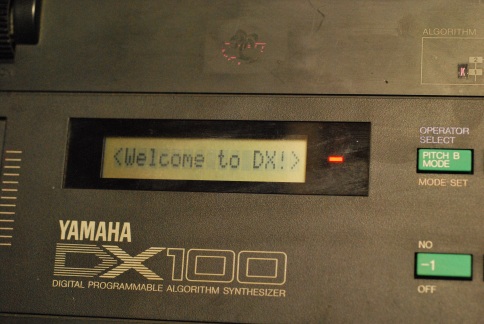 ALGORITHM
OPERATOR
SELECT
<Welcome to DX!>
PITCH B
MODE
MODE-SET
YAMAHA
DX100
DIGITAL PROGRAMMABLE ALGORITHM SYNTHESIZER
NO
-1
OFF